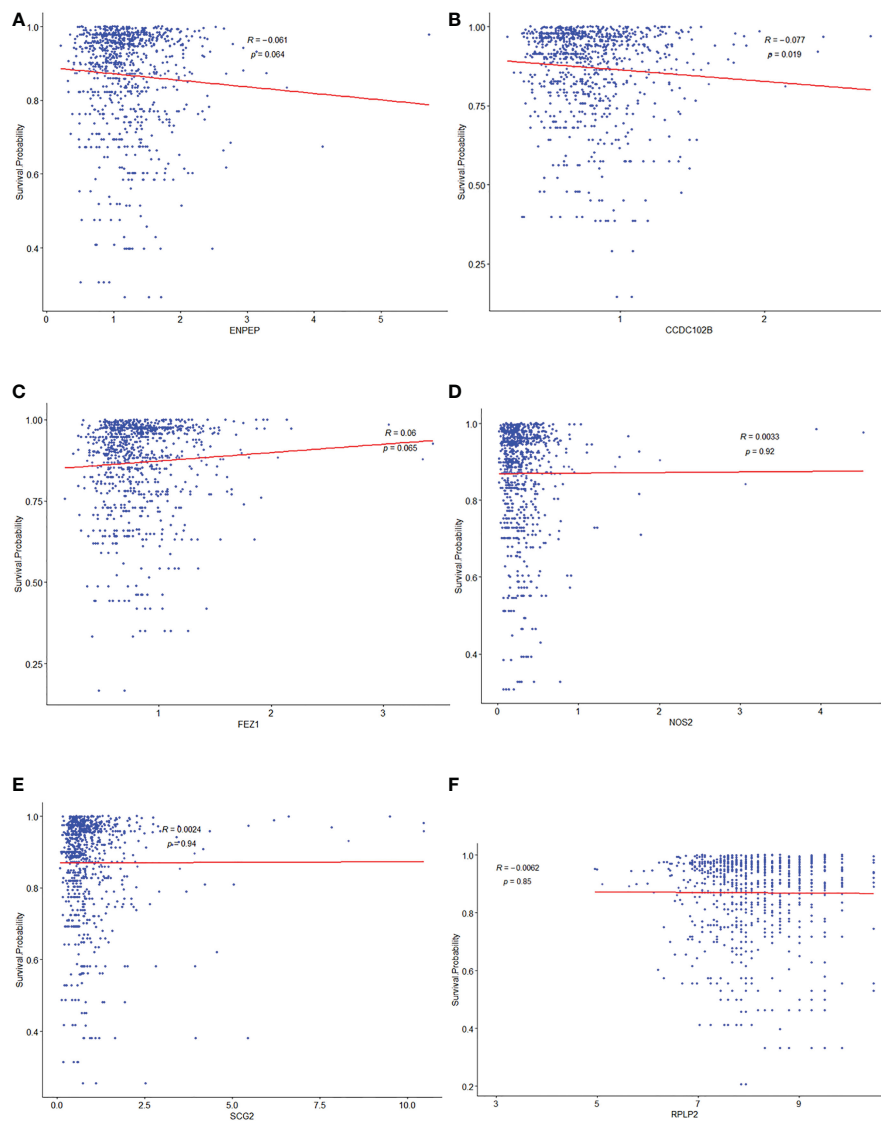 A
R = −0.061
p = 0.064
Survival.Probability
1.0
0.8
0.6
0.4
0 1 2 3 4 5
ENPEP
B
R = −0.077
p = 0.019
Survival.Probability
1.00
0.75
0.50
0.25
1 2
CCDC102B
C
R = 0.06
p = 0.065
Survival.Probability
1.00
0.75
0.50
0.25
1 2 3
FEZ1
D
R = 0.0033
p = 0.92
Survival.Probability
1.0
0.8
0.6
0.4
0 1 2 3 4
NOS2
E
R = 0.0024
p = 0.94
Survival.Probability
1.0
0.8
0.6
0.4
0.0 2.5 5.0 7.5 10.0
SCG2
F
R = −0.0062
p = 0.85
Survival.Probability
1.0
0.8
0.6
0.4
0.2
3 5 7 9
RPLP2